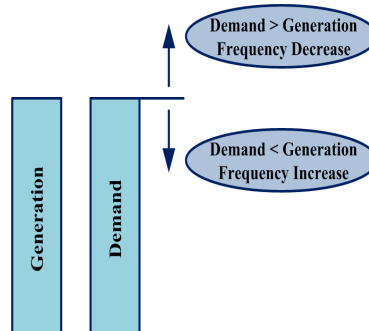 Demand > Generation
Frequency Decrease
Demand < Generation
Frequency Increase
Generation
Demand